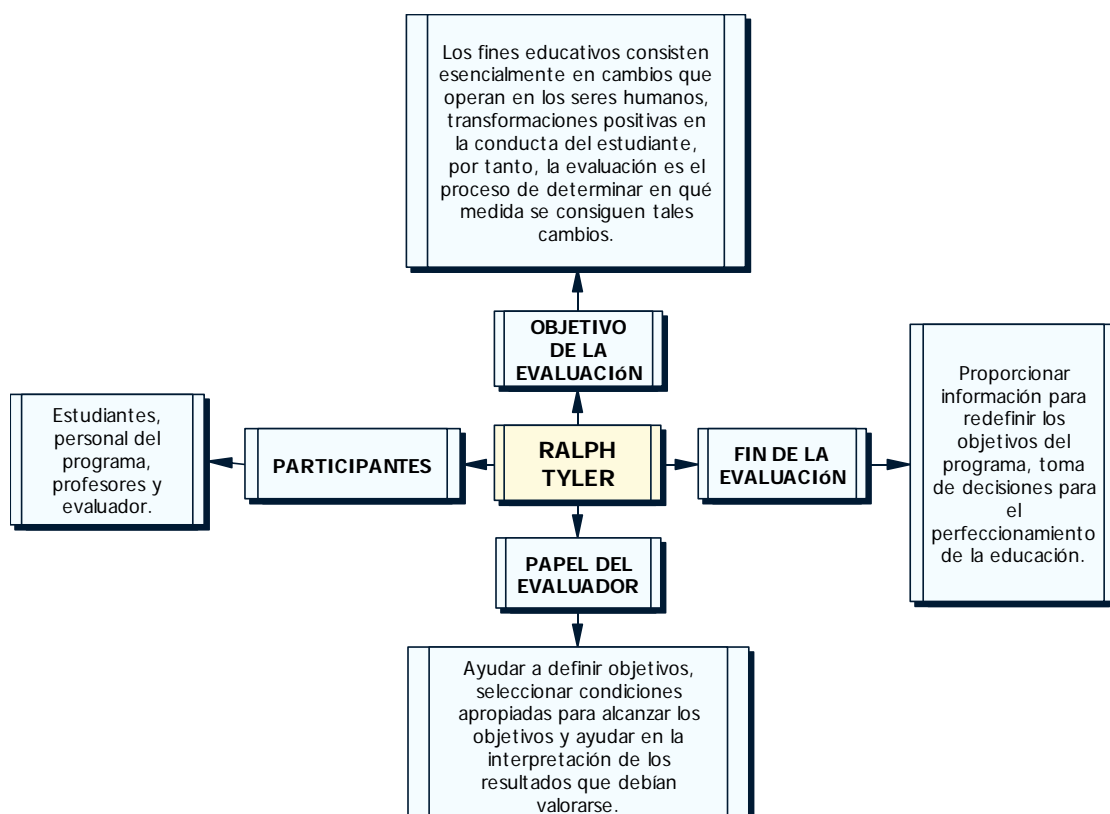 Los fines educativos consisten
esencialmente en cambios que
operan en los seres humanos,
transformaciones positivas en
la conducta del estudiante,
por tanto, la evaluación es el
proceso de determinar en qué
medida se consiguen tales
cambios.
OBJETIVO
DE LA
EVALUACIóN
Estudiantes,
personal del
programa,
profesores y
evaluador.
PARTICIPANTES
RALPH
TYLER
FIN DE LA
EVALUACIóN
Proporcionar
información para
redefinir los
objetivos del
programa, toma
de decisiones para
el
perfeccionamiento
de la educación.
PAPEL DEL
EVALUADOR
Ayudar a definir objetivos,
seleccionar condiciones
apropiadas para alcanzar los
objetivos y ayudar en la
interpretación de los
resultados que debían
valorarse.